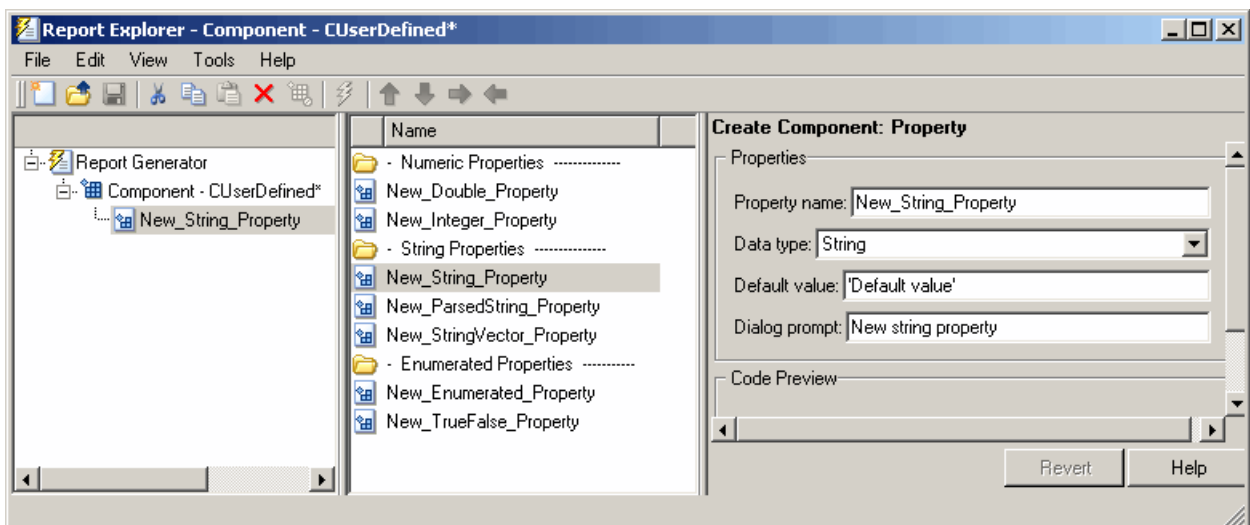 Report Explorer - Component - CUserDefined*
File Edit View Tools Help
Report Generator
Component - CUserDefined*
New_String_Property
Name
- Numeric Properties --------------
New_Double_Property
New_Integer_Property
- String Properties ---------------
New_String_Property
New_ParsedString_Property
New_StringVector_Property
- Enumerated Properties -----------
New_Enumerated_Property
New_TrueFalse_Property
Create Component: Property
Properties
Property name: New_String_Property
Data type: String
Default value: 'Default value'
Dialog prompt: New string property
Code Preview
Revert Help